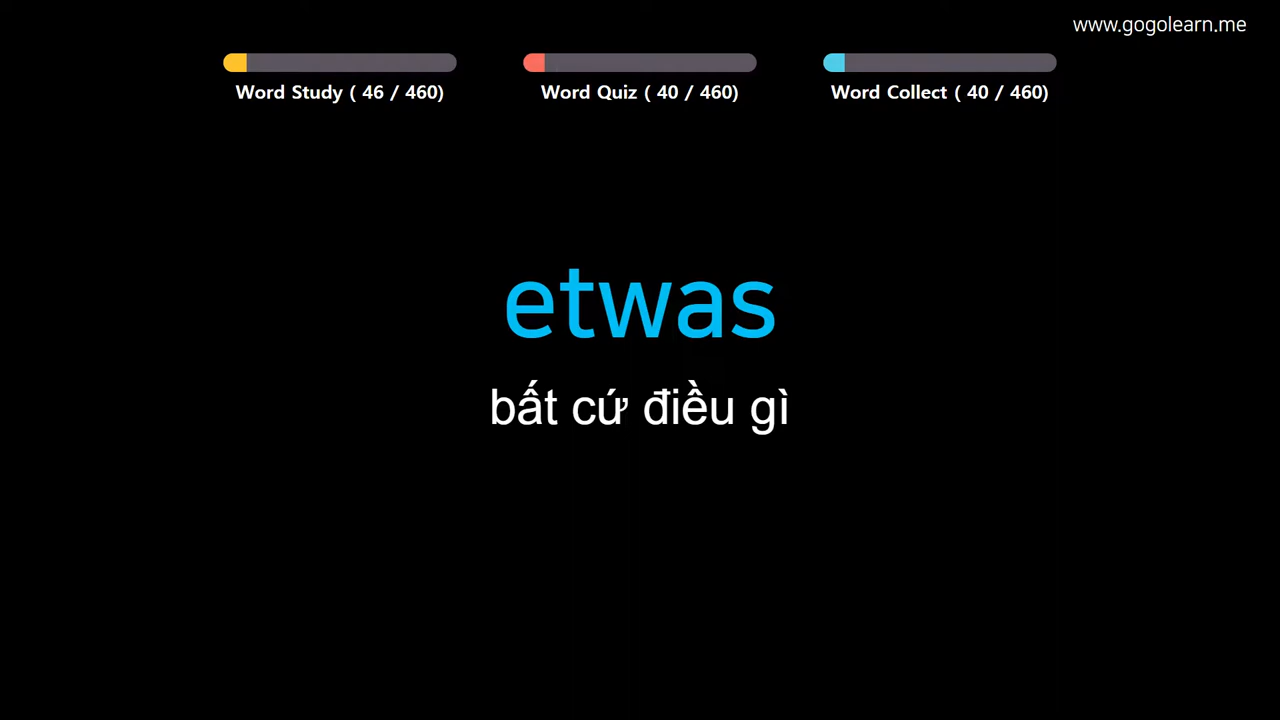 www.gogolearn.me
Word Study ( 46 / 460)
Word Quiz ( 40 / 460)
Word Collect ( 40 / 460)
etwas
bất cứ điều gì